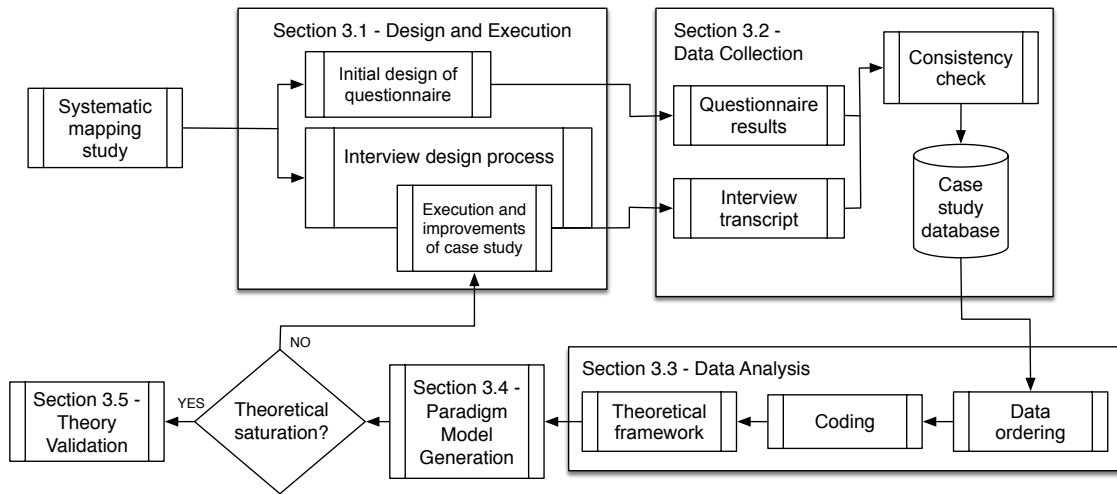 Section 3.1 - Design and Execution
Initial design of
questionnaire
Systematic
mapping
study
Interview design process
Execution and
improvements
of case study
Section 3.2 -
Data Collection
Consistency
check
Questionnaire
results
Interview
transcript
Case
study
database
Section 3.3 - Data Analysis
Data
ordering
Coding
Theoretical
framework
Section 3.4 -
Paradigm
Model
Generation
Theoretical
saturation?
NO
YES
Section 3.5 -
Theory
Validation